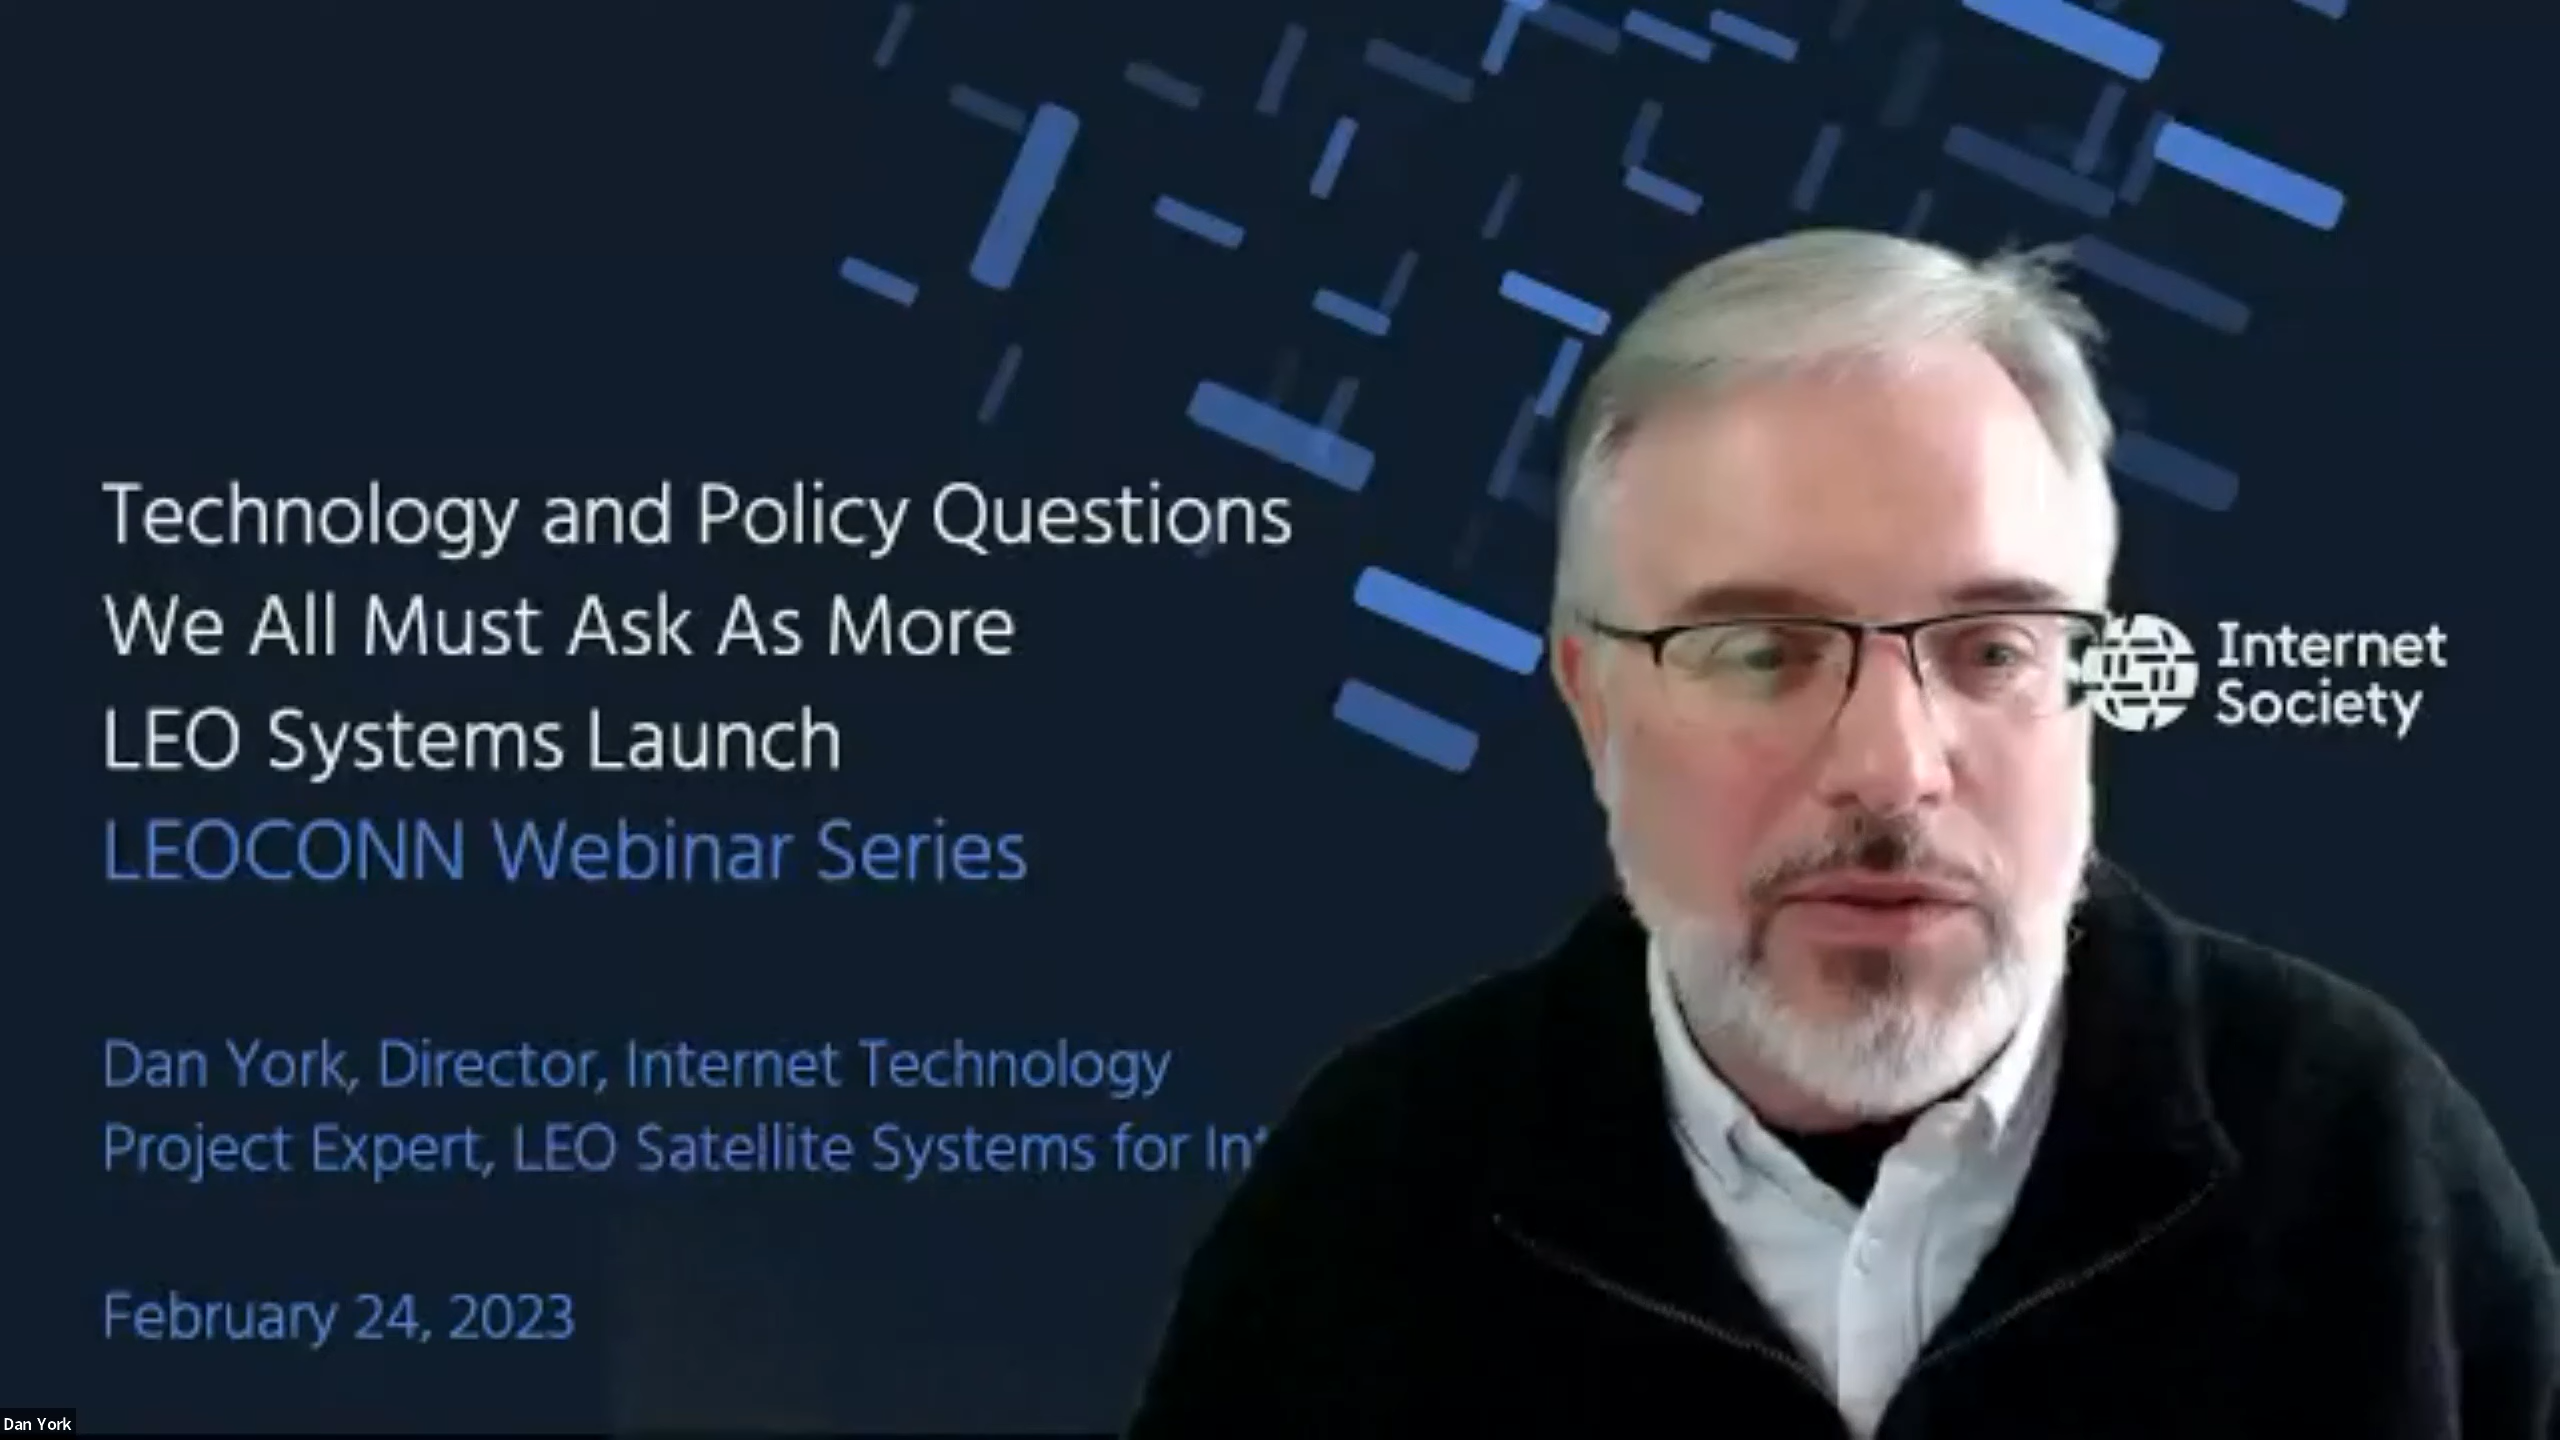 Technology and Policy Questions
We All Must Ask As More
LEO Systems Launch
LEOCONN Webinar Series
Internet
Society
Dan York, Director, Internet Technology
Project Expert, LEO Satellite Systems for
February 24, 2023
Dan York